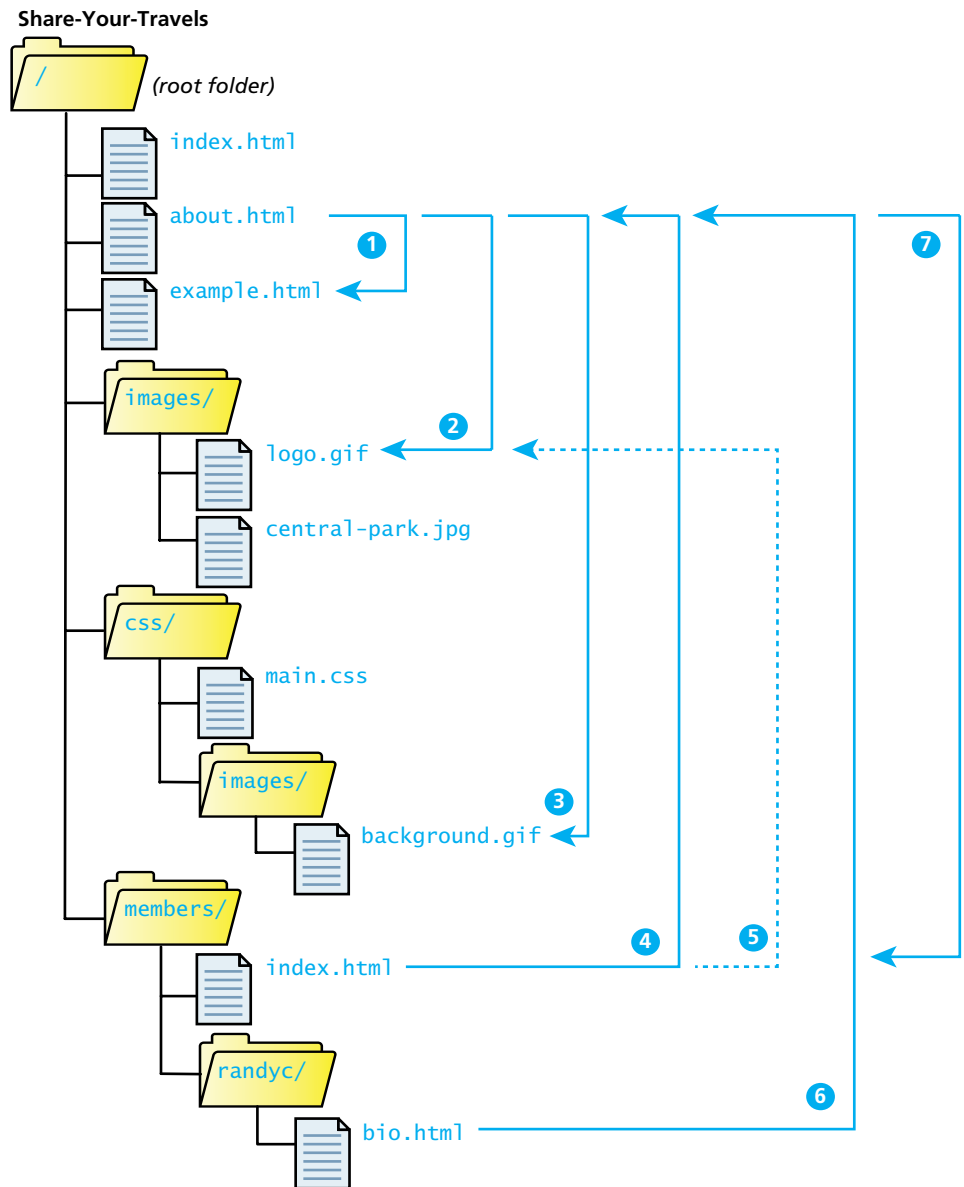 Share-Your-Travels
/
(root folder)
index.html
about.html
1
7
example.html
images/
2
logo.gif
central-park.jpg
css/
main.css
images/
3
background.gif
members/
4
5
index.html
randyc/
6
bio.html